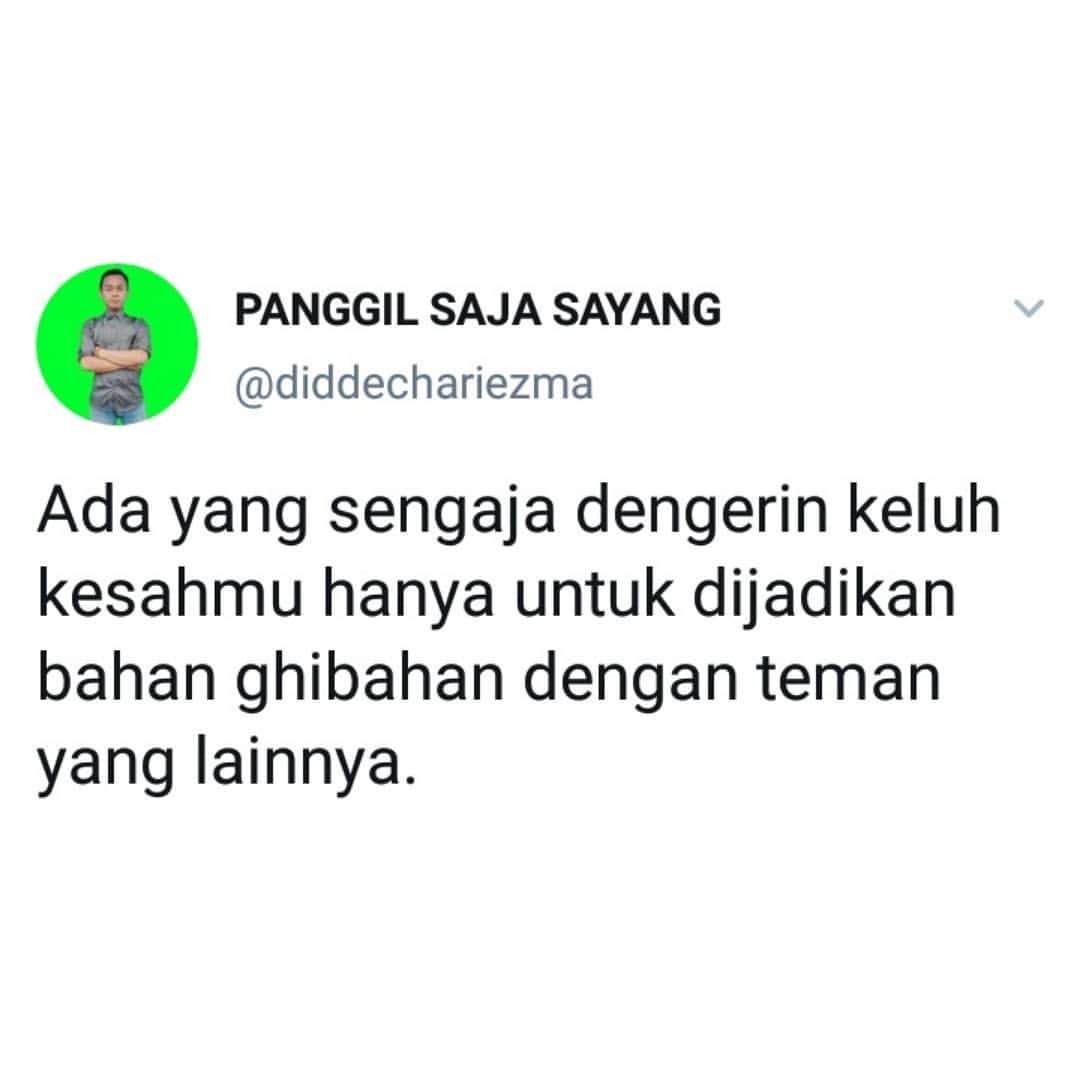 PANGGIL SAJA SAYANG
@diddechariezma
Ada yang sengaja dengerin keluh
kesahmu hanya untuk dijadikan
bahan ghibahan dengan teman
yang lainnya.